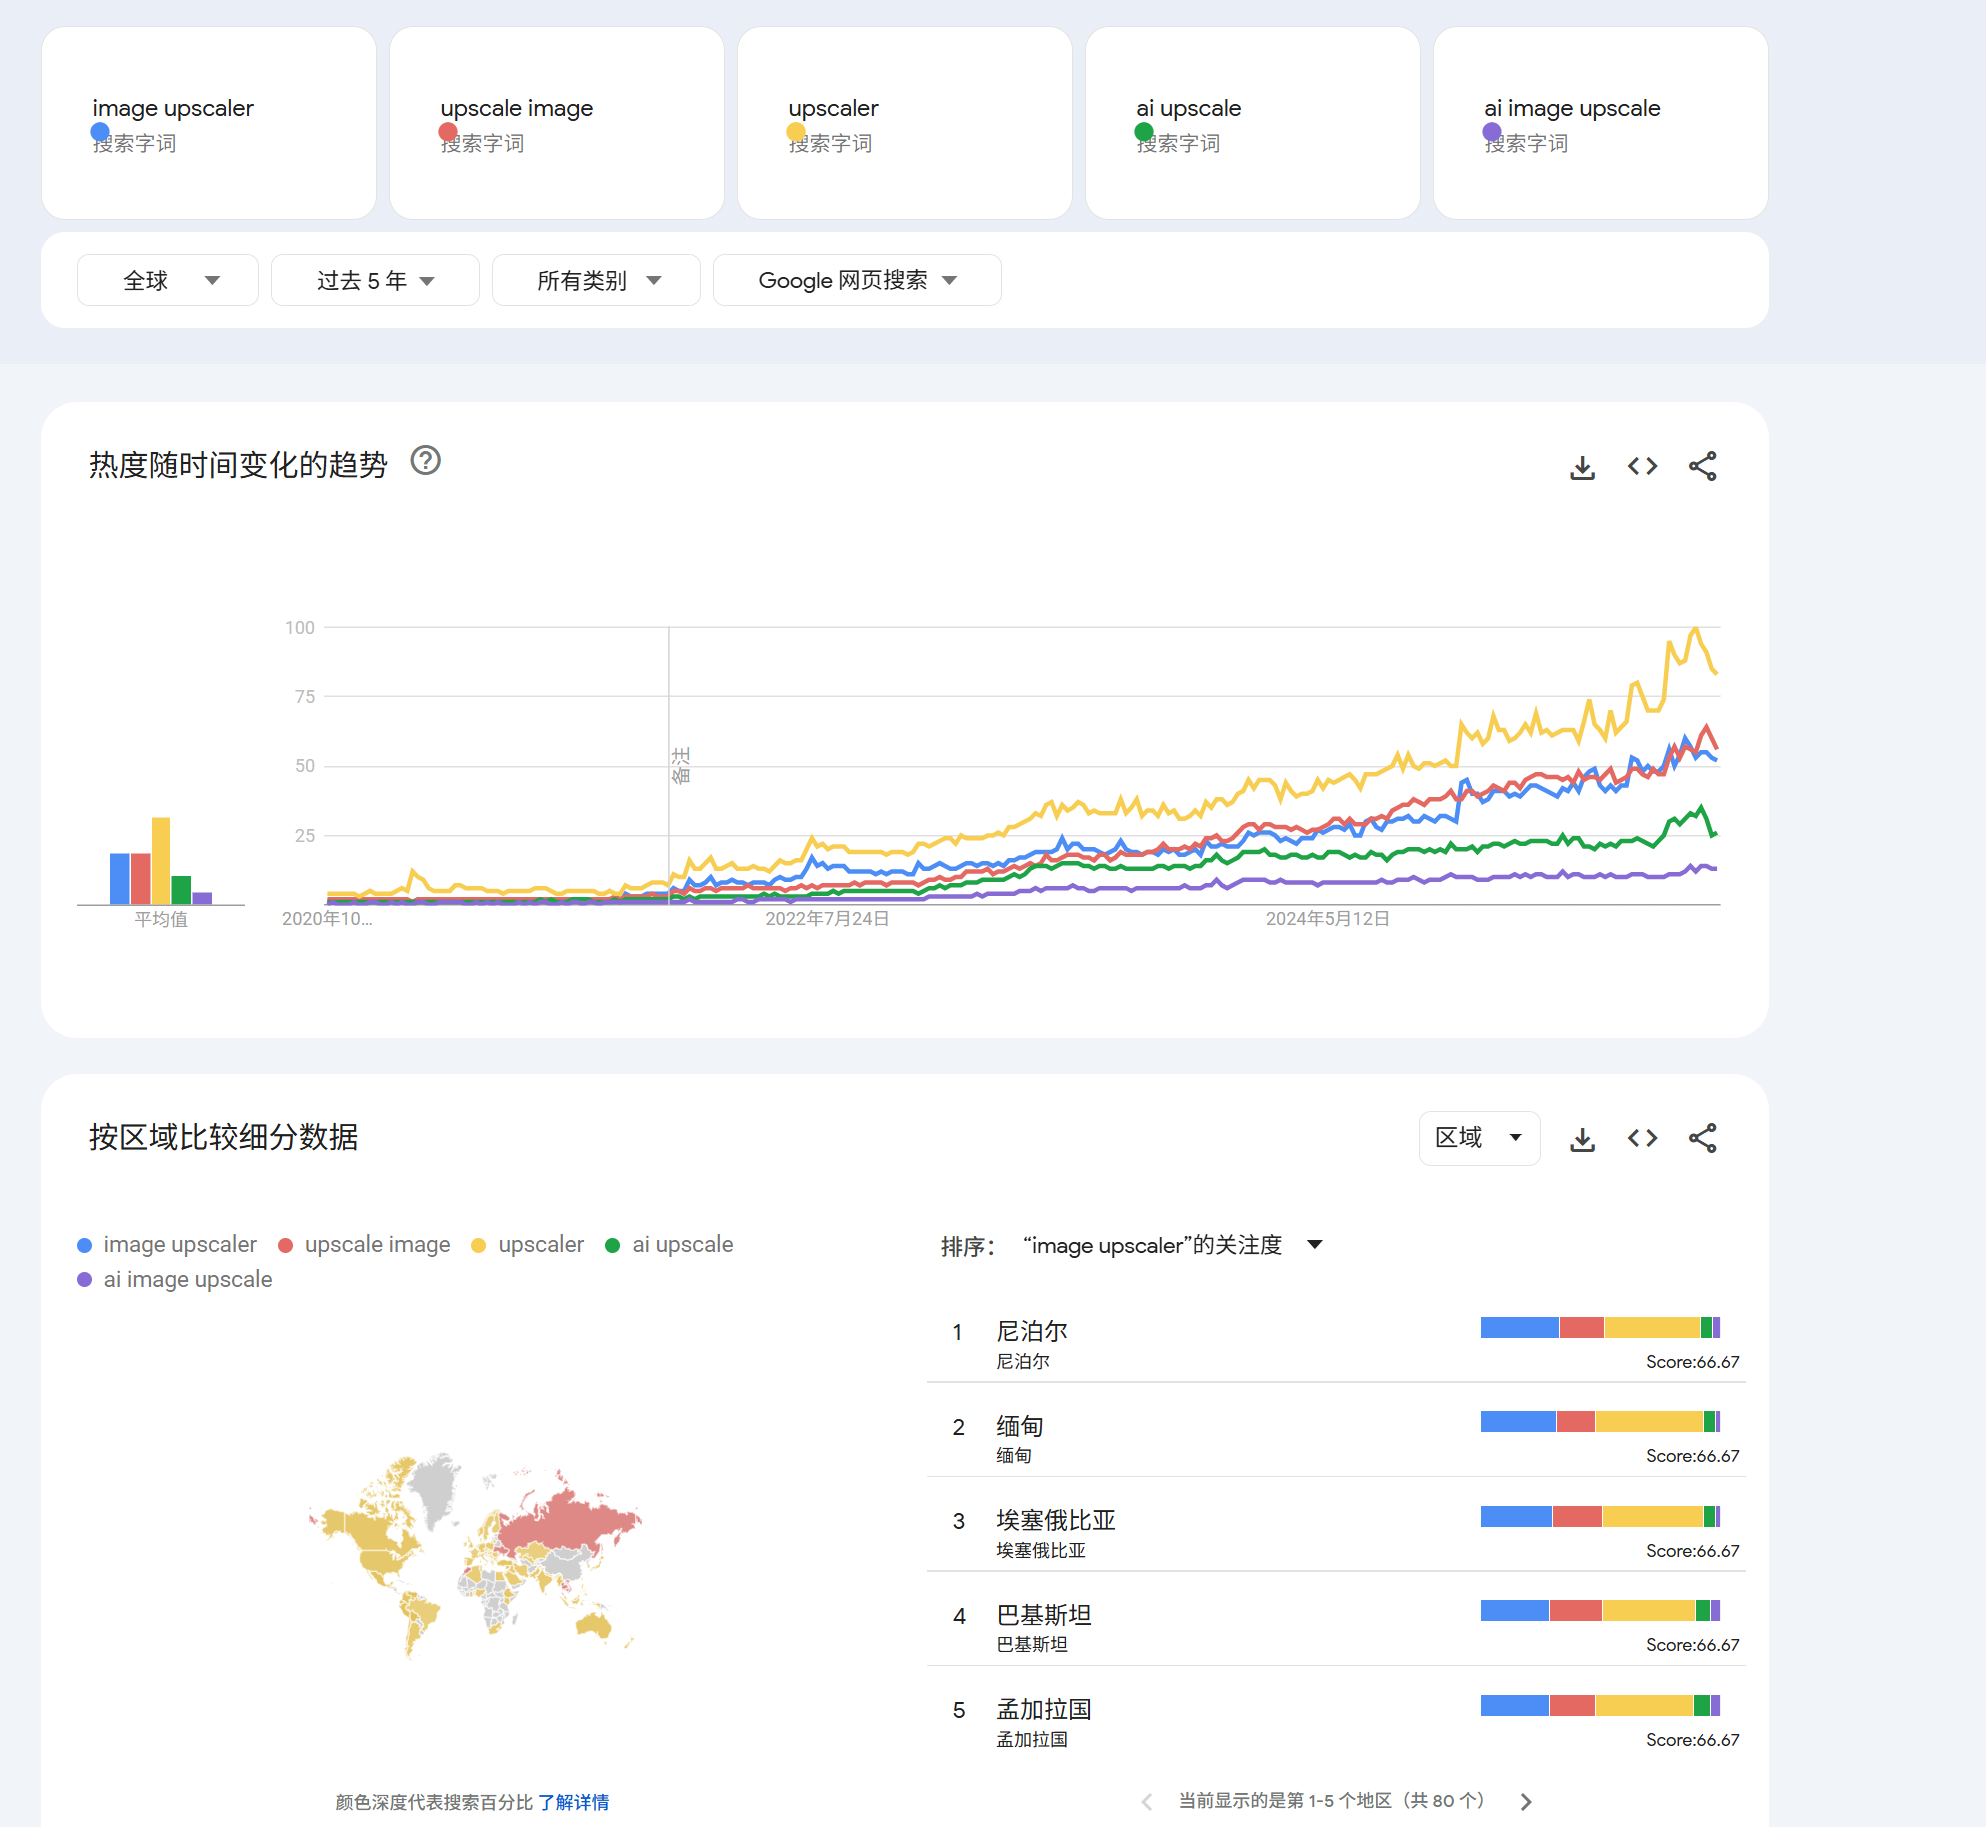 image upscaler
搜索字词
upscale image
搜索字词
upscaler
搜索字词
ai upscale
搜索字词
ai image upscale
搜索字词
全球
过去 5 年
所有类别
Google 网页搜索
热度随时间变化的趋势
100
75
50
25
备注
平均值
2020年10...
2022年7月24日
2024年5月12日
按区域比较细分数据
区域
image upscaler
upscale image
upscaler
ai upscale
ai image upscale
排序：
“image upscaler”的关注度
1
尼泊尔
尼泊尔
Score:66.67
2
缅甸
缅甸
Score:66.67
3
埃塞俄比亚
埃塞俄比亚
Score:66.67
4
巴基斯坦
巴基斯坦
Score:66.67
5
孟加拉国
孟加拉国
Score:66.67
颜色深度代表搜索百分比 了解详情
当前显示的是第 1-5 个地区（共 80 个）